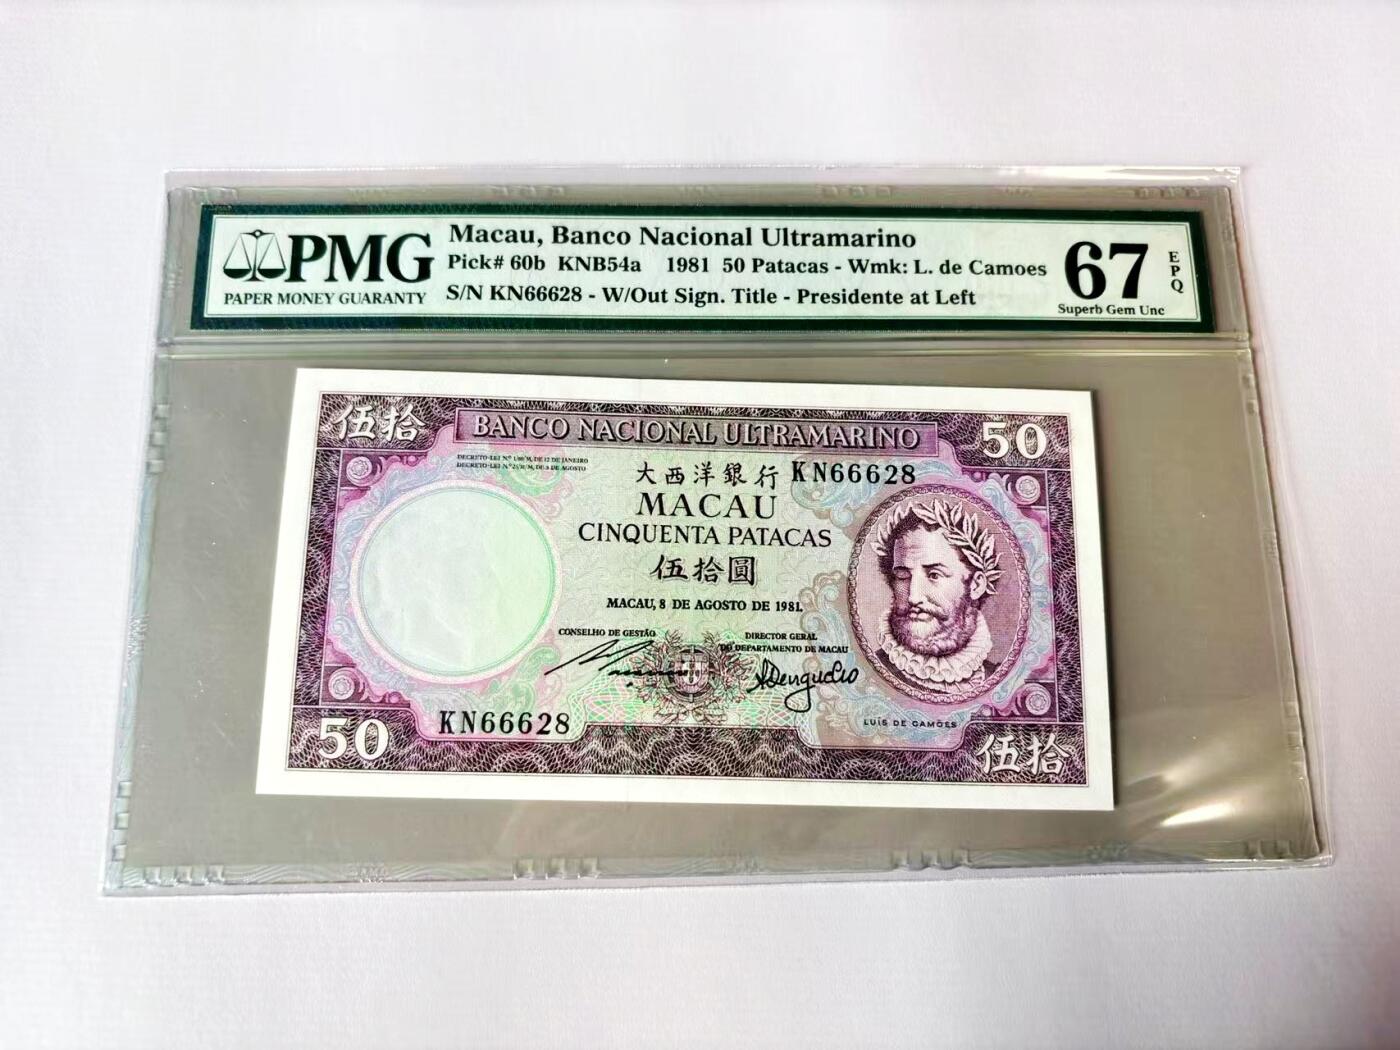 PMG
PAPER MONEY GUARANTY
Macau, Banco Nacional Ultramarino
Pick# 60b KNB54a 1981 50 Patacas - Wmk: L. de Camoes
S/N KN66628 - W/Out Sign. Title - Presidente at Left
67
EPQ
Superb Gem Unc
伍拾
BANCO NACIONAL ULTRAMARINO
50
大西洋銀行 KN66628
MACAU
CINQUENTA PATACAS
伍拾圓
MACAU, 8 DE AGOSTO DE 1981.
CONSELHO DE GESTÃO
DIRECTOR GERAL
DO DEPARTAMENTO DE MACAU
LUÍS DE CAMÕES
KN66628
50
伍拾